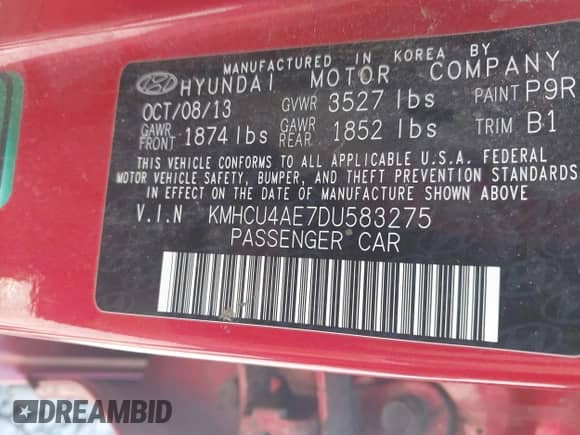 MANUFACTURED IN KOREA BY
HYUNDAI MOTOR COMPANY
OCT/08/13 GVWR 3527 lbs PAINT P9R
GAWR FRONT 1874 lbs GAWR REAR 1852 lbs TRIM B1
THIS VEHICLE CONFORMS TO ALL APPLICABLE U.S.A. FEDERAL
MOTOR VEHICLE SAFETY, BUMPER, AND THEFT PREVENTION STANDARDS
IN EFFECT ON THE DATE OF MANUFACTURE SHOWN ABOVE.
V.I.N KMHCU4AE7DU583275
PASSENGER CAR
DREAMBID